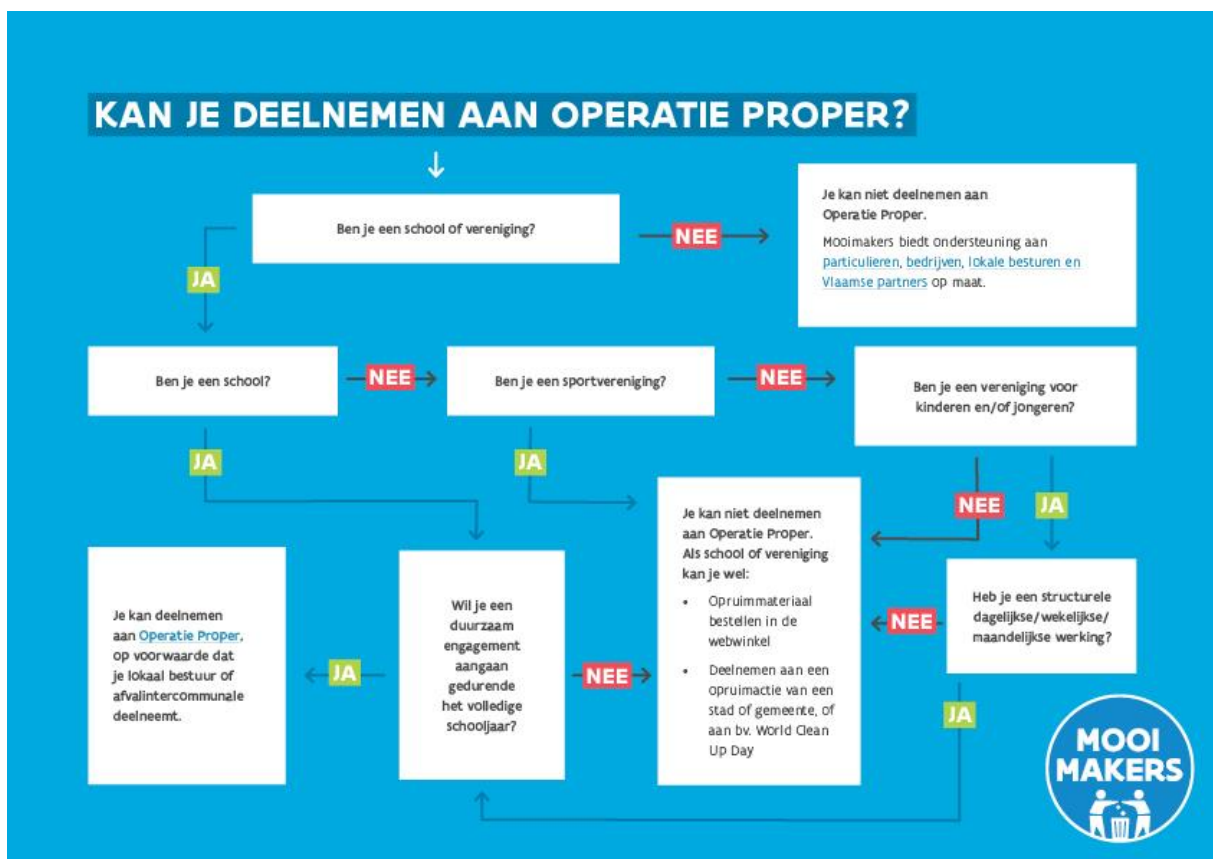 KAN JE DEELNEMEN AAN OPERATIE PROPER?
Ben je een school of vereniging?
NEE
Je kan niet deelnemen aan
Operatie Proper.
Mooimakers biedt ondersteuning aan
particulieren, bedrijven, lokale besturen en
Vlaamse partners op maat.
JA
Ben je een school?
NEE
Ben je een sportvereniging?
NEE
Ben je een vereniging voor
kinderen en/of jongeren?
JA
JA
NEE
JA
Je kan niet deelnemen
aan Operatie Proper.
Als school of vereniging
kan je wel:
• Opruimmateriaal
bestellen in de
webwinkel
• Deelnemen aan een
opruimactie van een
stad of gemeente, of
aan bv. World Clean
Up Day
Heb je een structurele
dagelijkse/wekelijkse/
maandelijkse werking?
NEE
JA
Wil je een
duurzaam
engagement
aangaan
gedurende
het volledige
schooljaar?
NEE
JA
Je kan deelnemen
aan Operatie Proper,
op voorwaarde dat
je lokaal bestuur of
afvalintercommunale
deelneemt.
MOOI
MAKERS